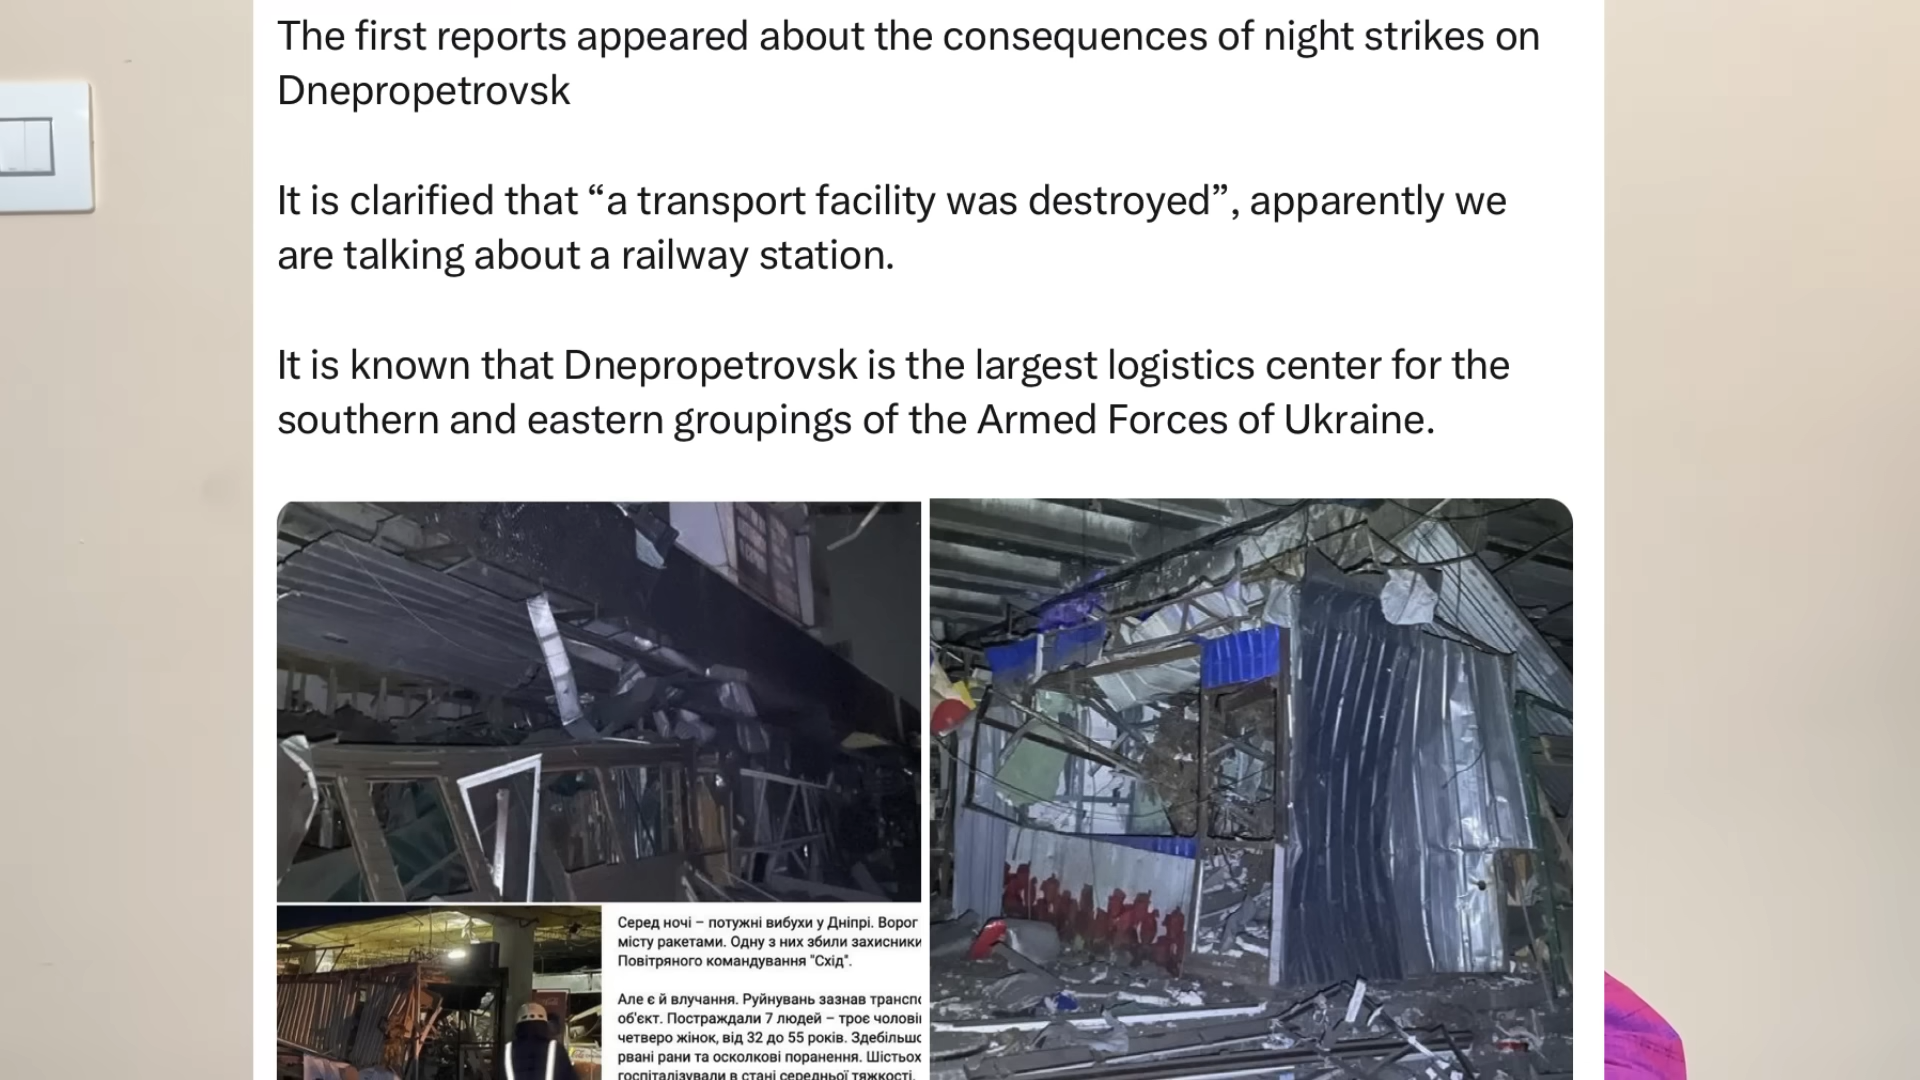 The first reports appeared about the consequences of night strikes on
Dnepropetrovsk
It is clarified that “a transport facility was destroyed”, apparently we
are talking about a railway station.
It is known that Dnepropetrovsk is the largest logistics center for the
southern and eastern groupings of the Armed Forces of Ukraine.
Серед ночі – потужні вибухи у Дніпрі. Ворог
місту ракетами. Одну з них збили захисники
Повітряного командування "Схід".
Але є й влучання. Руйнувань зазнав
об'єкт. Постраждали 7 людей – троє
четверо жінок, від 32 до 55 років.
рвані рани та осколкові поранення.
госпіталізували в стані середньої тяжкості.